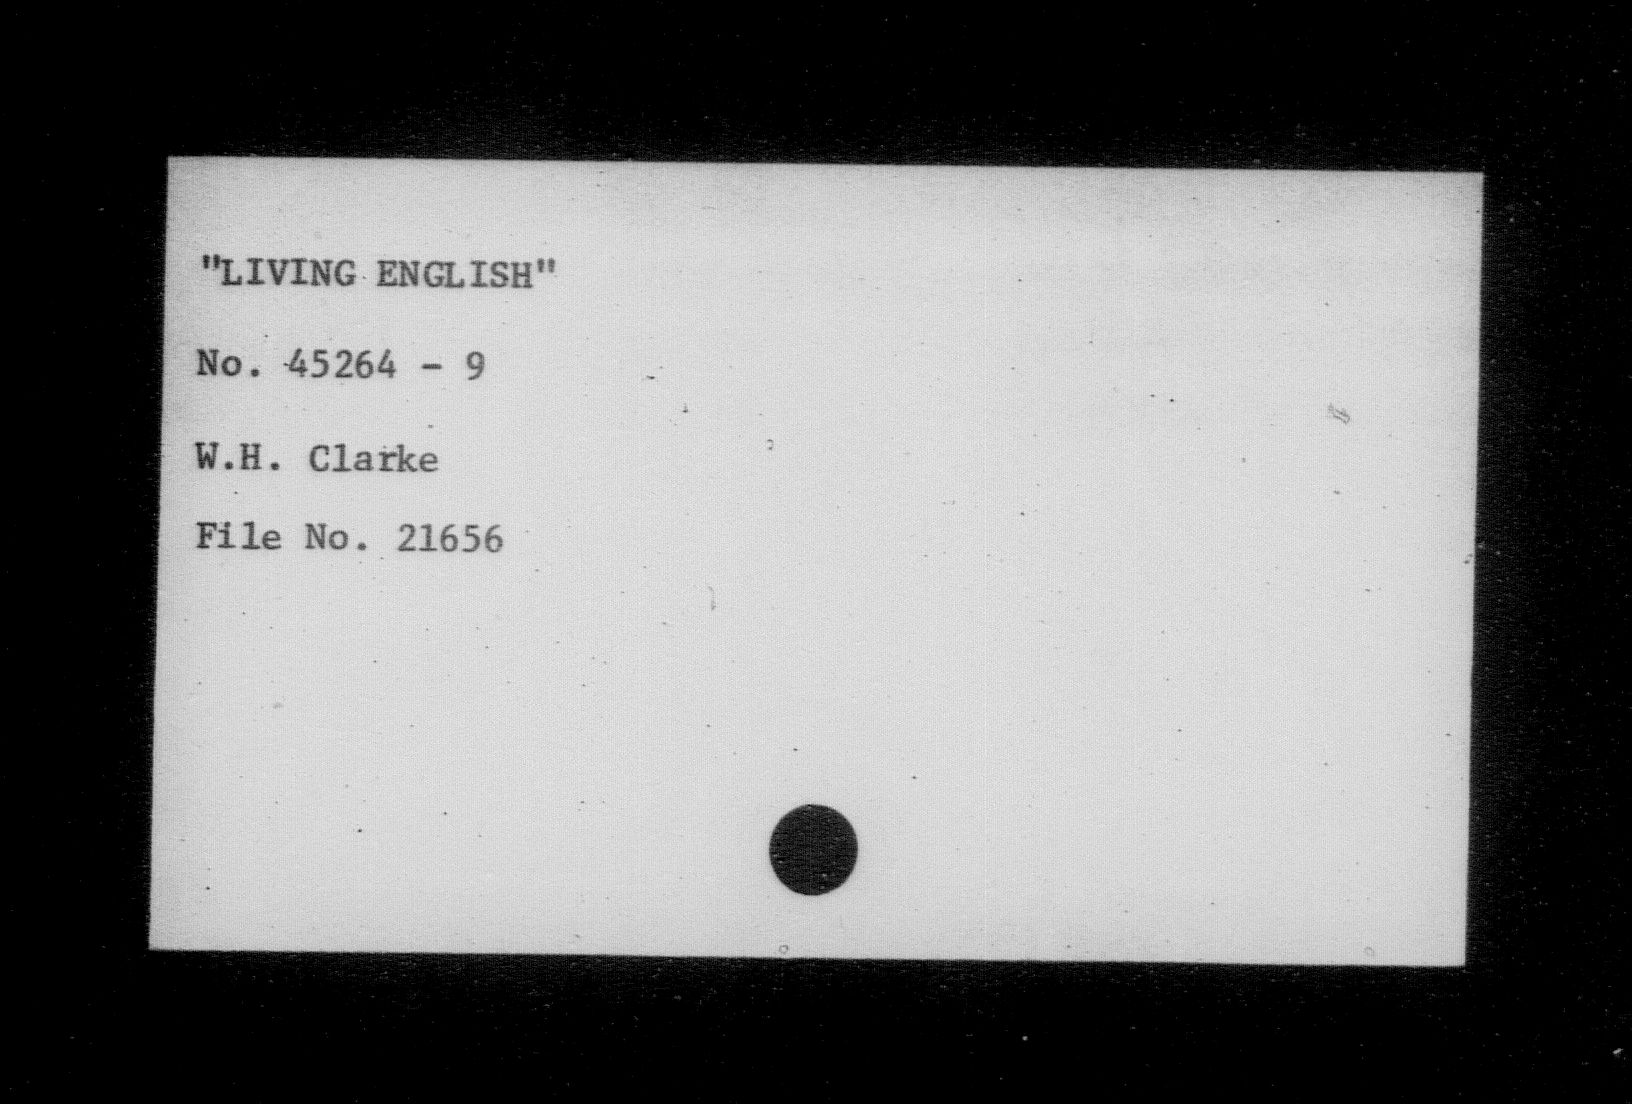 "LIVING ENGLISH"
No. 45264 - 9
W.H. Clarke
File No. 21656